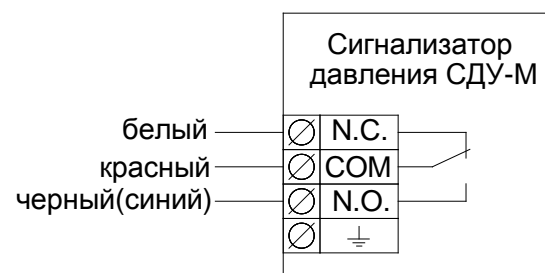 Сигнализатор
давления СДУ-М
белый N.C.
красный COM
черный(синий) N.O.